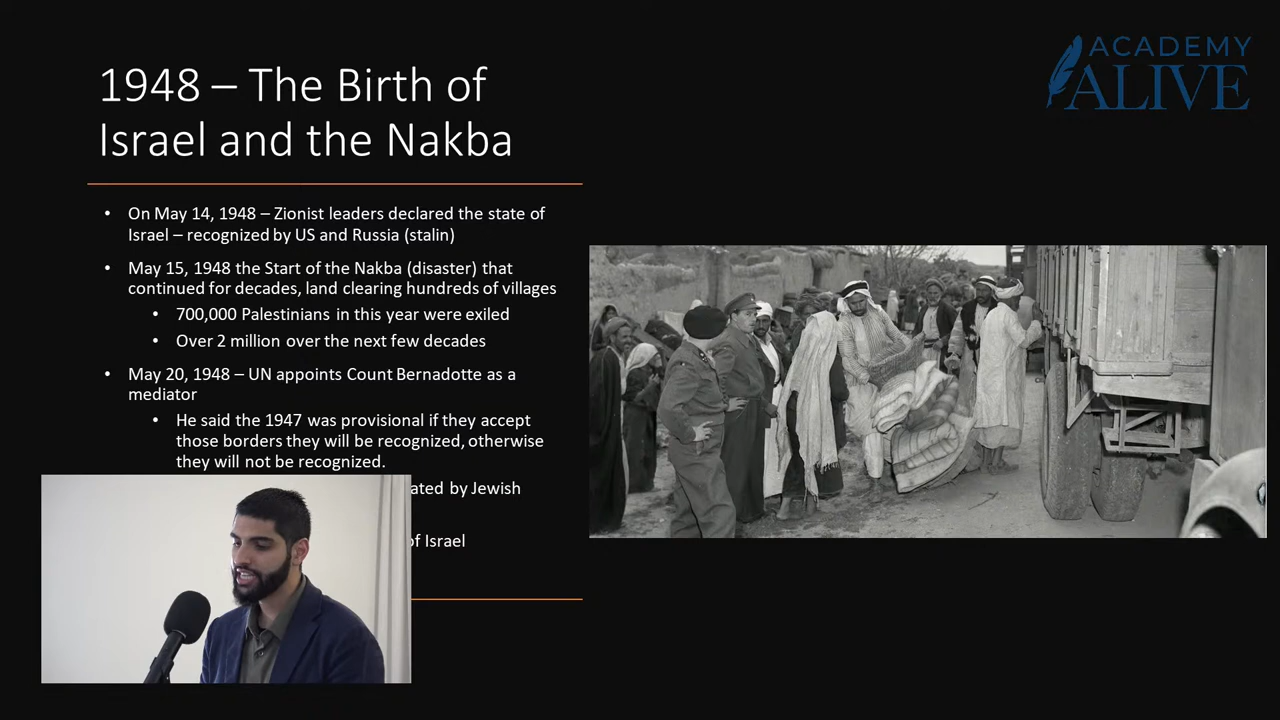 ACADEMY
ALIVE
1948 – The Birth of
Israel and the Nakba
• On May 14, 1948 – Zionist leaders declared the state of
Israel – recognized by US and Russia (stalin)
• May 15, 1948 the Start of the Nakba (disaster) that
continued for decades, land clearing hundreds of villages
• 700,000 Palestinians in this year were exiled
• Over 2 million over the next few decades
• May 20, 1948 – UN appoints Count Bernadotte as a
mediator
• He said the 1947 was provisional if they accept
those borders they will be recognized, otherwise
they will not be recognized.
by Jewish
of Israel